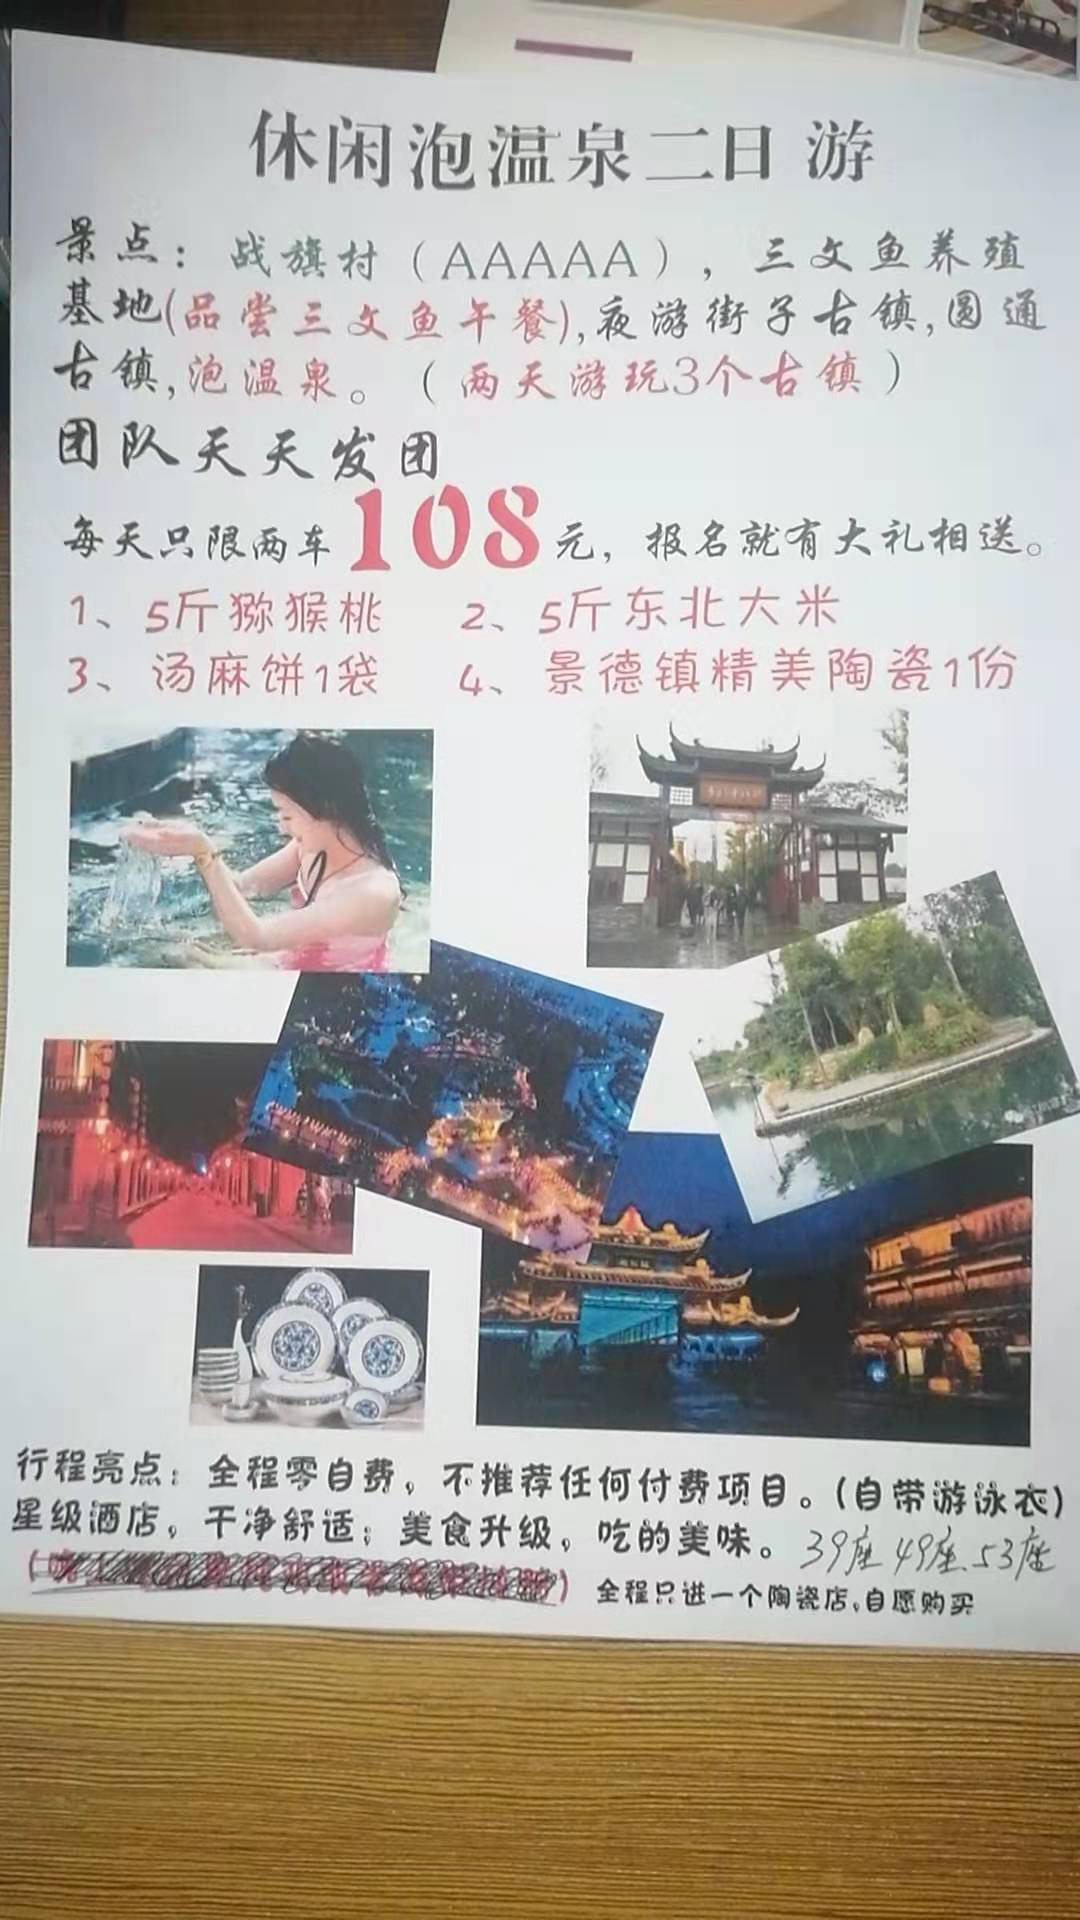 休闲泡温泉二日 游
景点：战旗村（AAAAA），三文鱼养殖
基地(品尝三文鱼午餐),夜游街子古镇,圆通
古镇,泡温泉。（两天游玩3个古镇）
团队天天发团
每天只限两车108元，报名就有大礼相送。
1、5斤猕猴桃 2、5斤东北大米
3、汤麻饼1袋 4、景德镇精美陶瓷1份
行程亮点：全程零自费，不推荐任何付费项目。(自带游泳衣)
星级酒店，干净舒适；美食升级，吃的美味。39座 49座 53座
全程只进一个陶瓷店,自愿购买